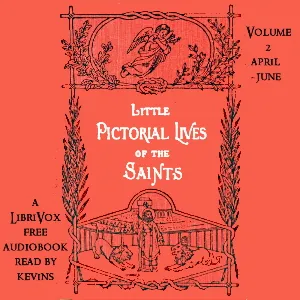 Volume
2
April
-June
Little
Pictorial Lives
of the
Saints
A
LibriVox
free
audiobook
read by
KevinS